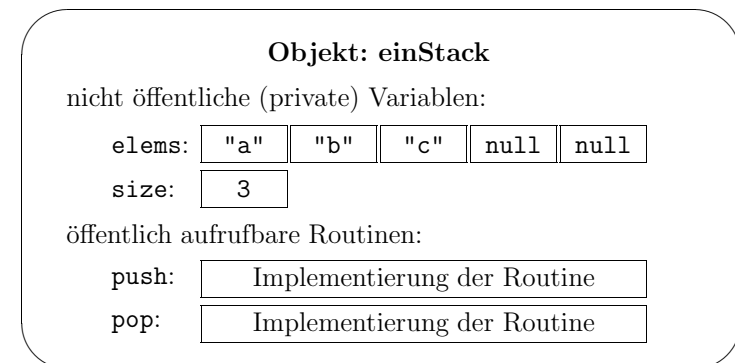 Objekt: einStack
nicht öffentliche (private) Variablen:
elems: "a" "b" "c" null null
size: 3
öffentlich aufrufbare Routinen:
push: Implementierung der Routine
pop: Implementierung der Routine